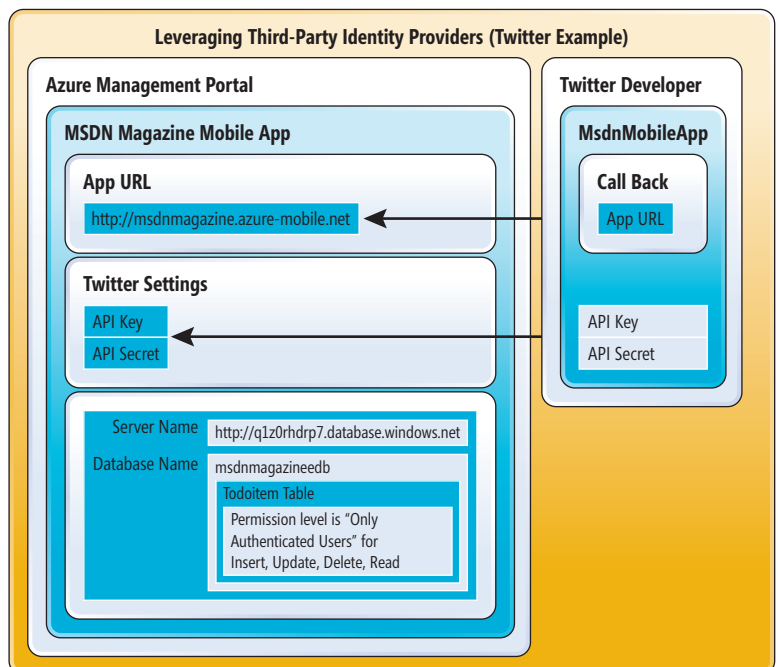 Leveraging Third-Party Identity Providers (Twitter Example)
Azure Management Portal
MSDN Magazine Mobile App
App URL
http://msdnmagazine.azure-mobile.net
Twitter Settings
API Key
API Secret
Server Name
http://q1z0rhdrp7.database.windows.net
Database Name
msdnmagazineedb
Todoitem Table
Permission level is “Only
Authenticated Users” for
Insert, Update, Delete, Read
Twitter Developer
MsdnMobileApp
Call Back
App URL
API Key
API Secret